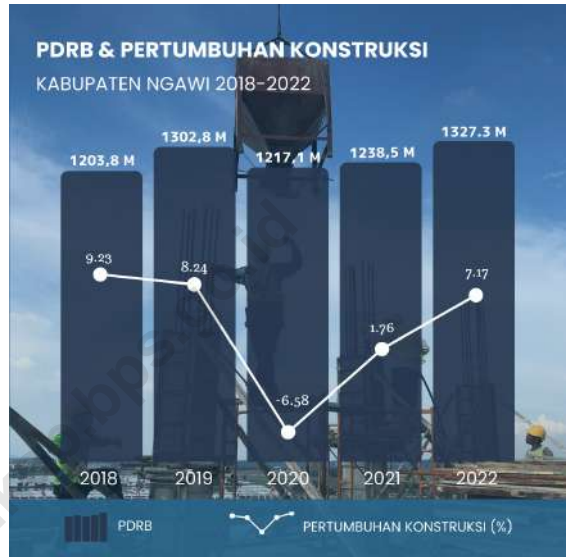 PDRB & PERTUMBUHAN KONSTRUKSI
KABUPATEN NGAWI 2018-2022
1203,8 M
1302,8 M
1217,1 M
1238,5 M
1327.3 M
9.23
8.24
-6.58
1.76
7.17
2018 2019 2020 2021 2022
PDRB
PERTUMBUHAN KONSTRUKSI (%)